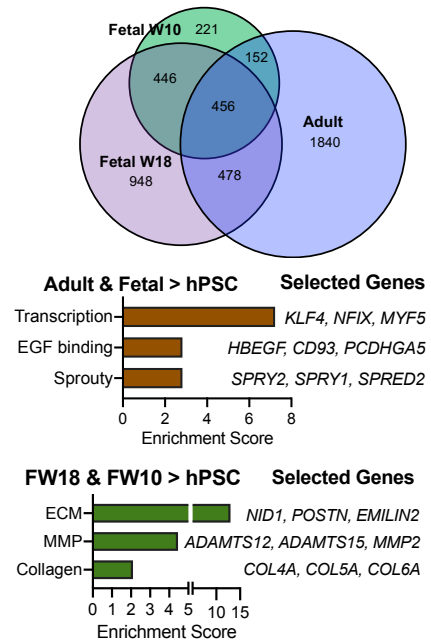 Fetal W10
221
152
446
456
Adult
1840
Fetal W18
948
478
Adult & Fetal > hPSC
Selected Genes
Transcription
KLF4, NFIX, MYF5
EGF binding
HBEGF, CD93, PCDHGA5
Sprouty
SPRY2, SPRY1, SPRED2
0 2 4 6 8
Enrichment Score
FW18 & FW10 > hPSC
Selected Genes
ECM
NID1, POSTN, EMILIN2
MMP
ADAMTS12, ADAMTS15, MMP2
Collagen
COL4A, COL5A, COL6A
0 1 2 3 4 5 10 15
Enrichment Score